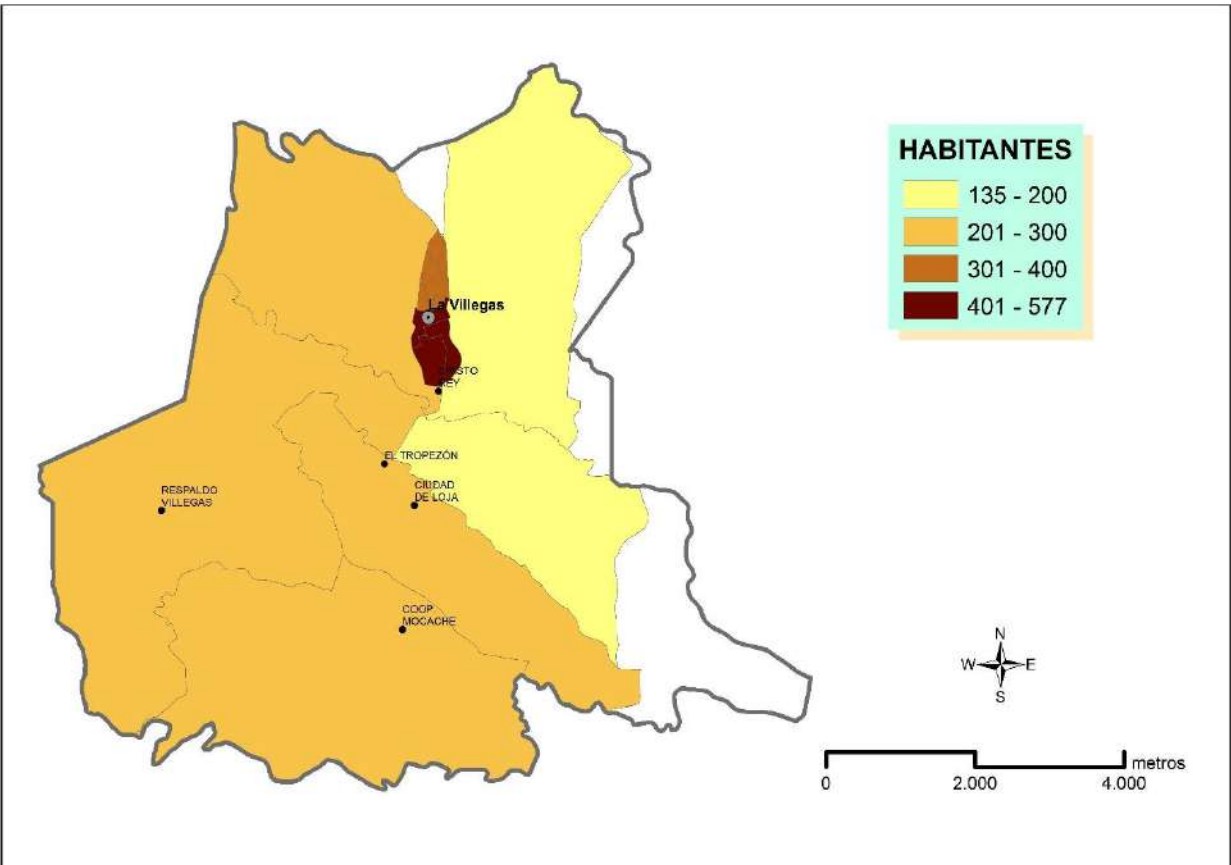 HABITANTES
135 - 200
201 - 300
301 - 400
401 - 577
La Villegas
EL TROPEZÓN
CIUDAD
DE LOJA
RESPALDO
VILLEGAS
COOP
MOCACHE
N
W
E
S
metros
0
2.000
4.000